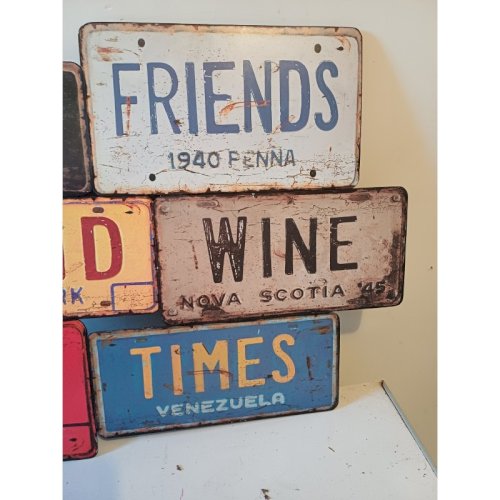 FRIENDS
1940 PENNA
D
RK
WINE
NOVA SCOTIA '45
TIMES
VENEZUELA